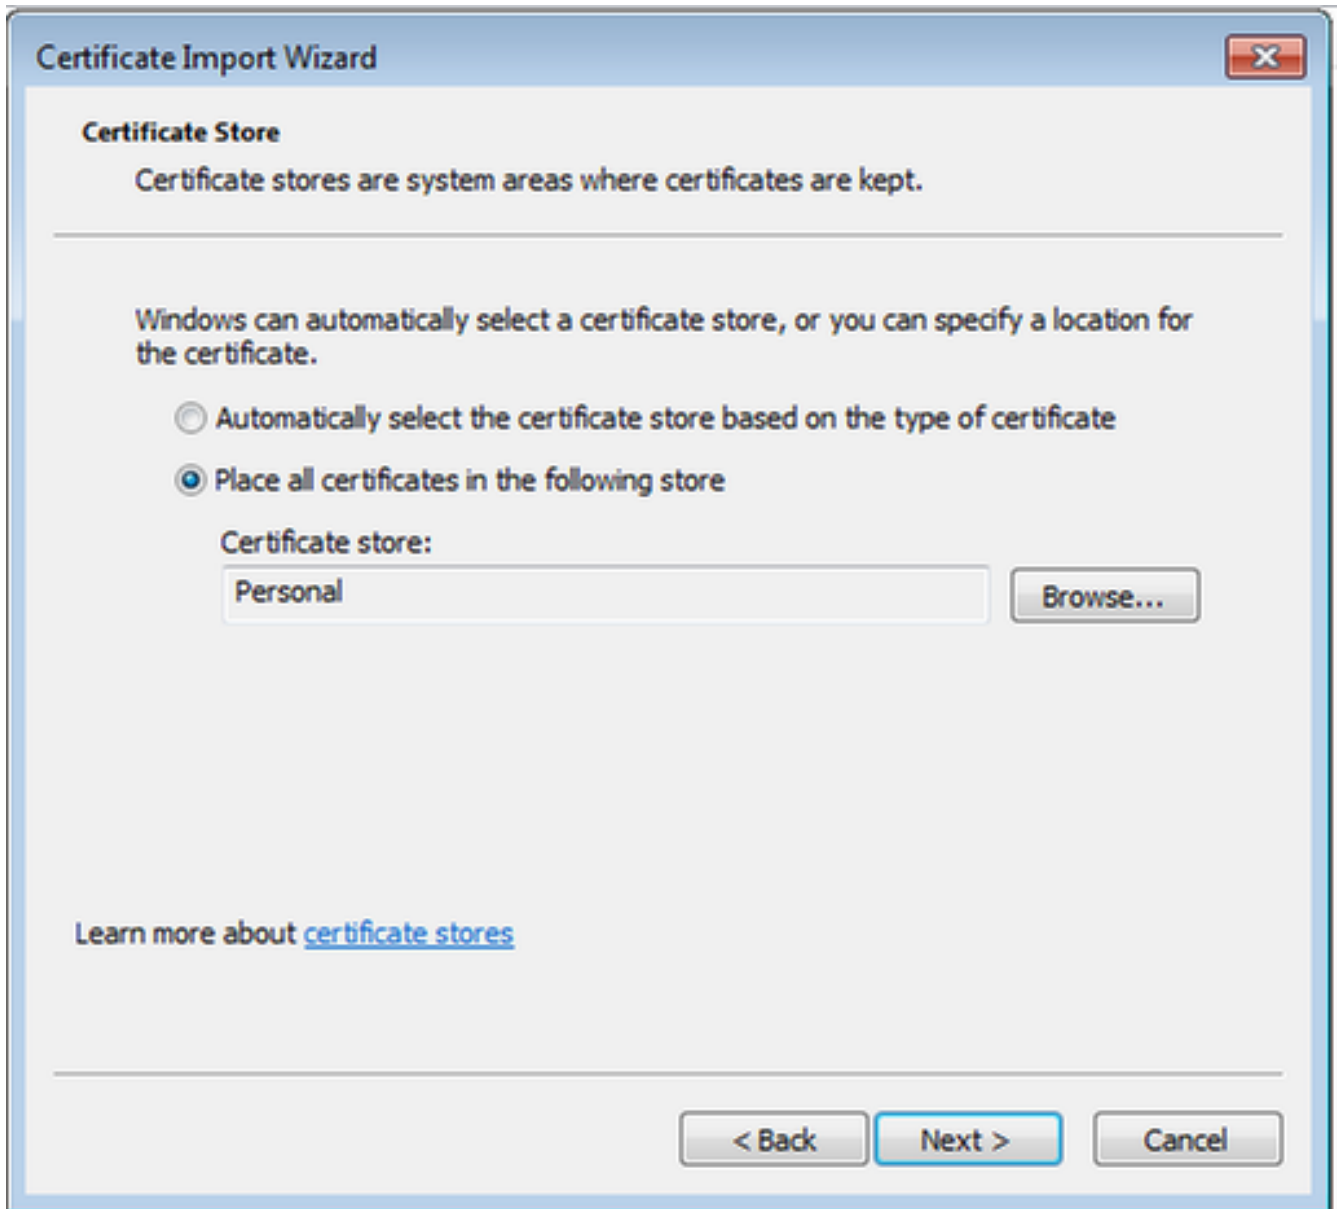 Certificate Import Wizard
Certificate Store
Certificate stores are system areas where certificates are kept.
Windows can automatically select a certificate store, or you can specify a location for
the certificate.
Automatically select the certificate store based on the type of certificate
Place all certificates in the following store
Certificate store:
Personal
Browse...
Learn more about certificate stores
< Back
Next >
Cancel